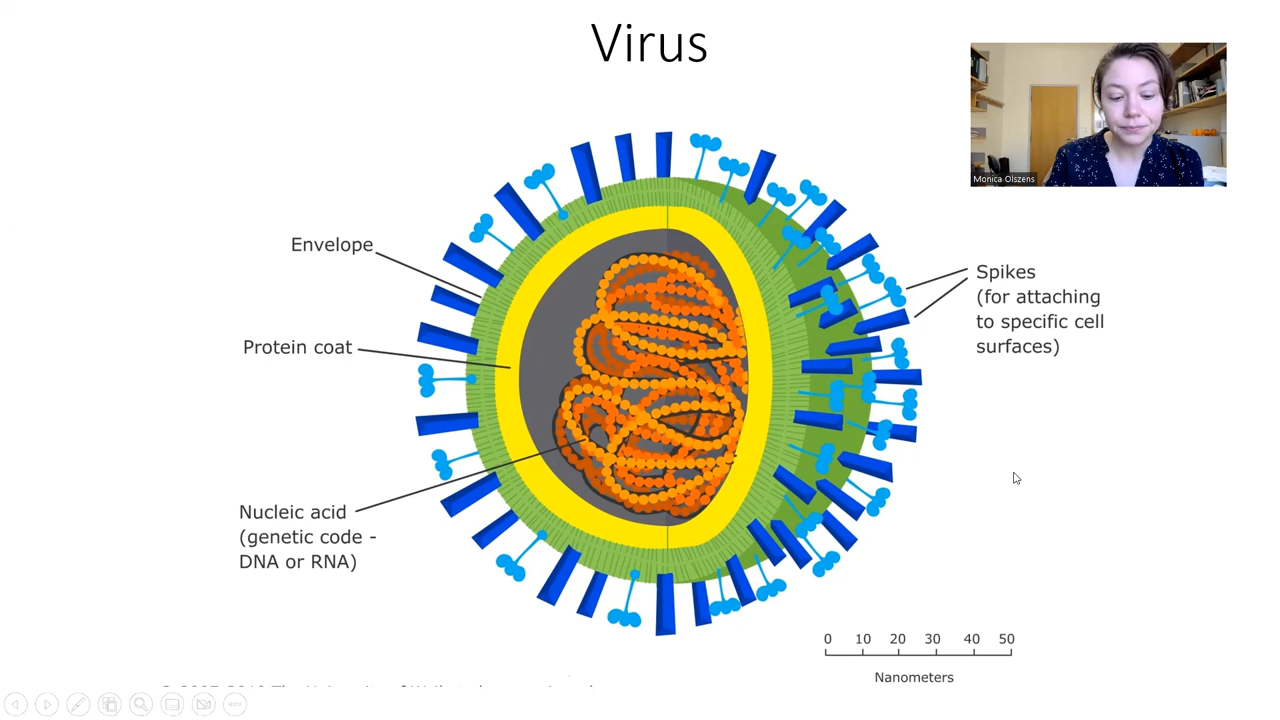 Virus
Monica Olszens
Envelope
Protein coat
Nucleic acid
(genetic code -
DNA or RNA)
Spikes
(for attaching
to specific cell
surfaces)
0 10 20 30 40 50
Nanometers